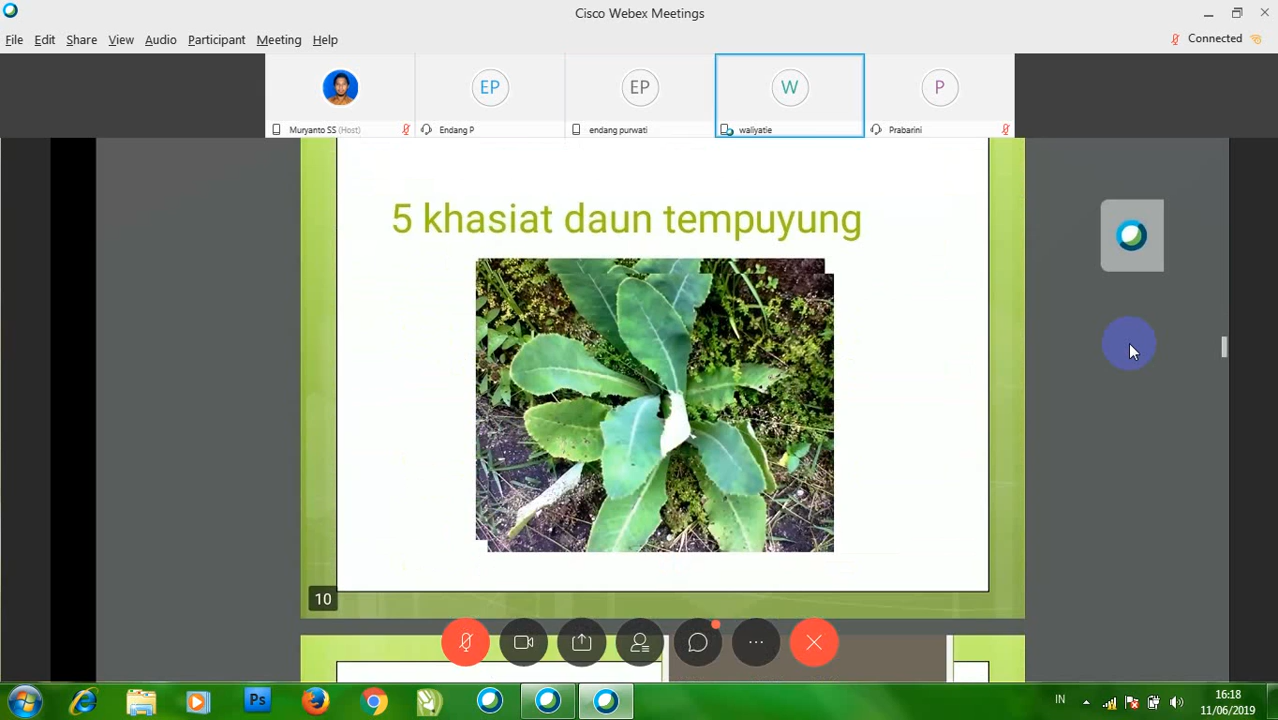 Cisco Webex Meetings
File Edit Share View Audio Participant Meeting Help
Connected
EP
EP
W
P
Muryanto SS (Host)
Endang P
endang purwati
waliyatie
Prabarini
5 khasiat daun tempuyung
10
Ps
IN
16:18
11/06/2019